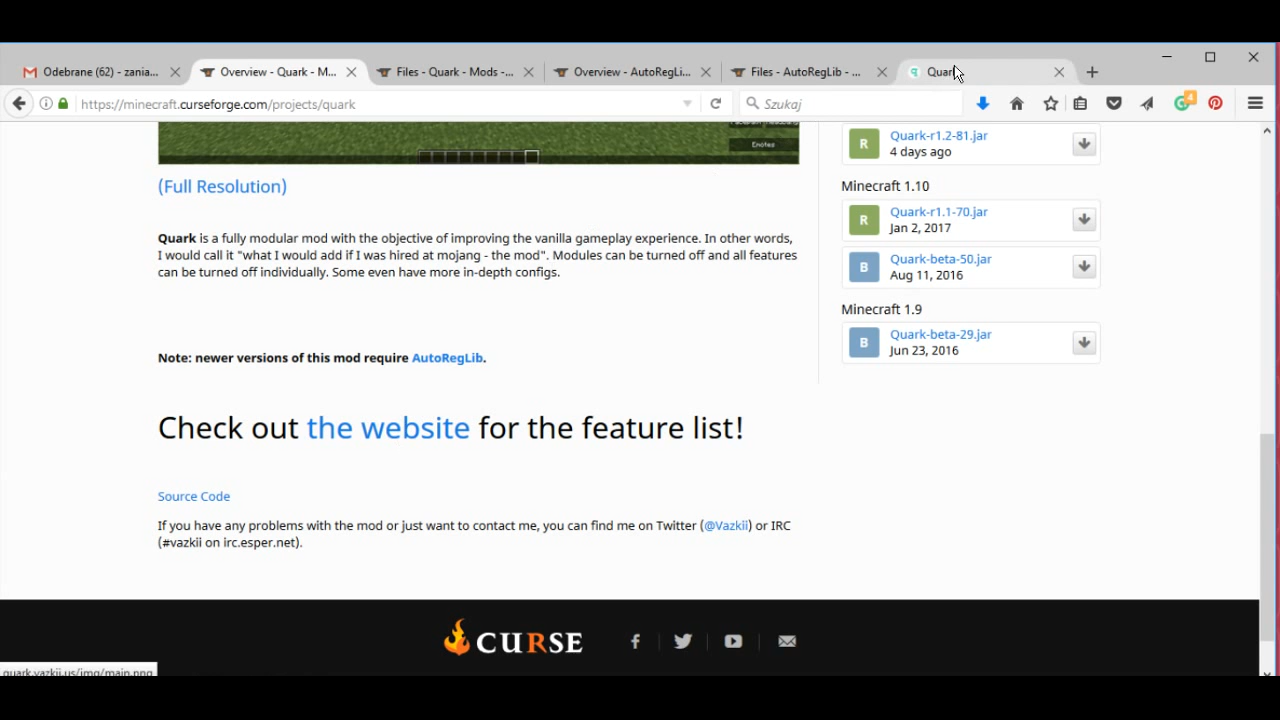 Odebrane (62) - zania...
Overview - Quark - M...
Files - Quark - Mods -...
Overview - AutoRegLi...
Files - AutoRegLib - ...
Quark
https://minecraft.curseforge.com/projects/quark
Szukaj
4
Emotes
(Full Resolution)
Quark is a fully modular mod with the objective of improving the vanilla gameplay experience. In other words,
I would call it "what I would add if I was hired at mojang - the mod". Modules can be turned off and all features
can be turned off individually. Some even have more in-depth configs.
Note: newer versions of this mod require AutoRegLib.
Check out the website for the feature list!
Source Code
If you have any problems with the mod or just want to contact me, you can find me on Twitter (@Vazkii) or IRC
(#vazkii on irc.esper.net).
R
Quark-r1.2-81.jar
4 days ago
Minecraft 1.10
R
Quark-r1.1-70.jar
Jan 2, 2017
B
Quark-beta-50.jar
Aug 11, 2016
Minecraft 1.9
B
Quark-beta-29.jar
Jun 23, 2016
CURSE
quark.vazkii.us/img/main.png